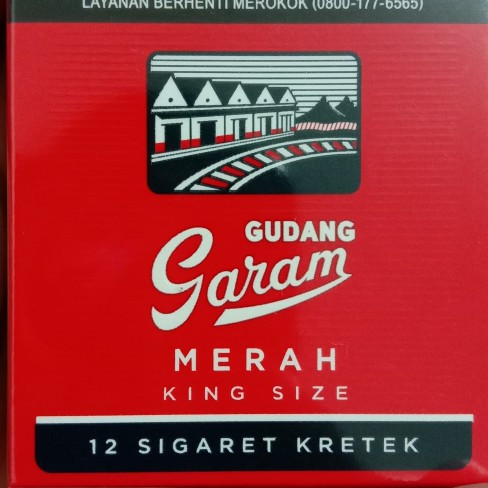 LAYANAN BERHENTI MEROKOK (0800-177-6565)
GUDANG
Garam
MERAH
KING SIZE
12 SIGARET KRETEK